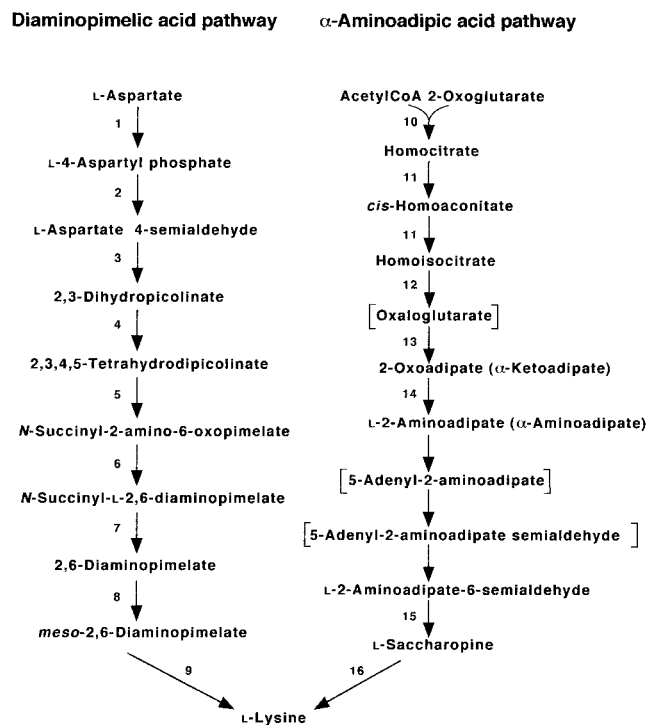 Diaminopimelic acid pathway
L-Aspartate
1
L-4-Aspartyl phosphate
2
L-Aspartate 4-semialdehyde
3
2,3-Dihydropicolinate
4
2,3,4,5-Tetrahydrodipicolinate
5
N-Succinyl-2-amino-6-oxopimelate
6
N-Succinyl-L-2,6-diaminopimelate
7
2,6-Diaminopimelate
8
meso-2,6-Diaminopimelate
9
α-Aminoadipic acid pathway
AcetylCoA 2-Oxoglutarate
10
Homocitrate
11
cis-Homoaconitate
11
Homoisocitrate
12
[Oxaloglutarate]
13
2-Oxoadipate (α-Ketoadipate)
14
L-2-Aminoadipate (α-Aminoadipate)
[5-Adenyl-2-aminoadipate]
[5-Adenyl-2-aminoadipate semialdehyde ]
L-2-Aminoadipate-6-semialdehyde
15
L-Saccharopine
16
L-Lysine